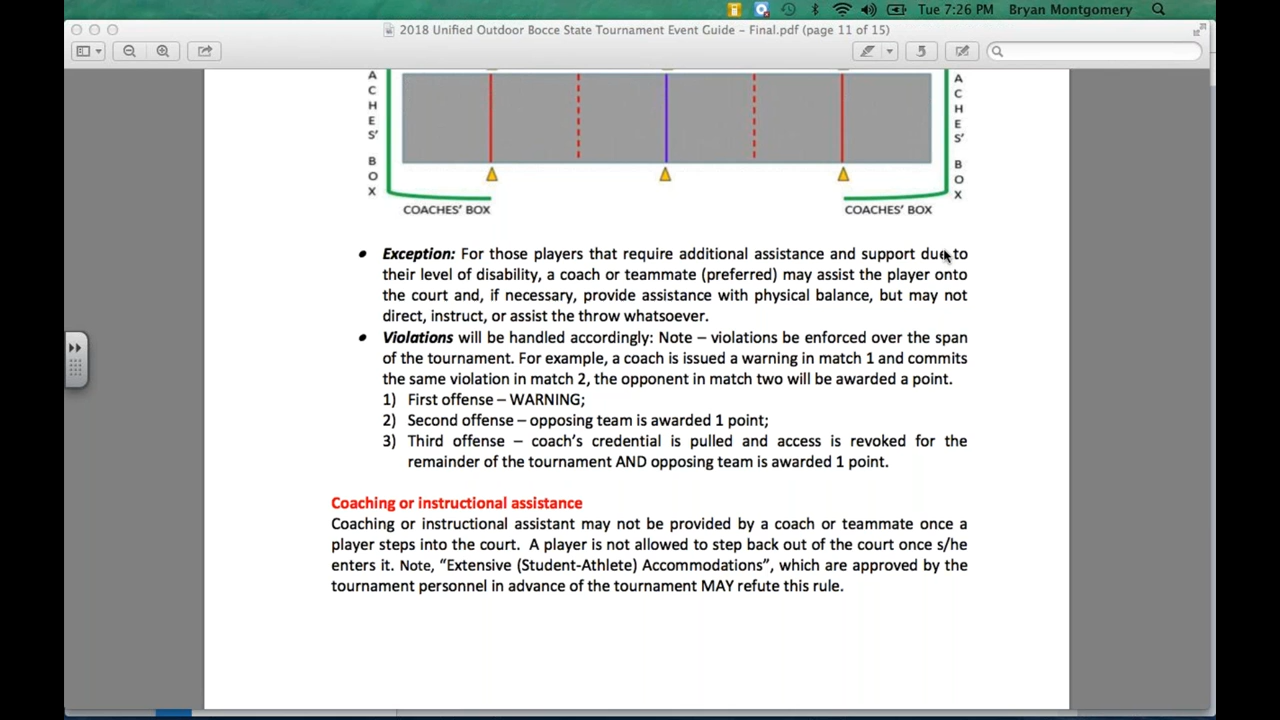 Tue 7:26 PM Bryan Montgomery
2018 Unified Outdoor Bocce State Tournament Event Guide – Final.pdf (page 11 of 15)
A
C
H
E
S'
B
O
X
A
C
H
E
S'
B
O
X
COACHES' BOX
COACHES' BOX
• Exception: For those players that require additional assistance and support due to
their level of disability, a coach or teammate (preferred) may assist the player onto
the court and, if necessary, provide assistance with physical balance, but may not
direct, instruct, or assist the throw whatsoever.
• Violations will be handled accordingly: Note – violations be enforced over the span
of the tournament. For example, a coach is issued a warning in match 1 and commits
the same violation in match 2, the opponent in match two will be awarded a point.
1) First offense – WARNING;
2) Second offense – opposing team is awarded 1 point;
3) Third offense – coach's credential is pulled and access is revoked for the
remainder of the tournament AND opposing team is awarded 1 point.
Coaching or instructional assistance
Coaching or instructional assistant may not be provided by a coach or teammate once a
player steps into the court. A player is not allowed to step back out of the court once s/he
enters it. Note, “Extensive (Student-Athlete) Accommodations”, which are approved by the
tournament personnel in advance of the tournament MAY refute this rule.